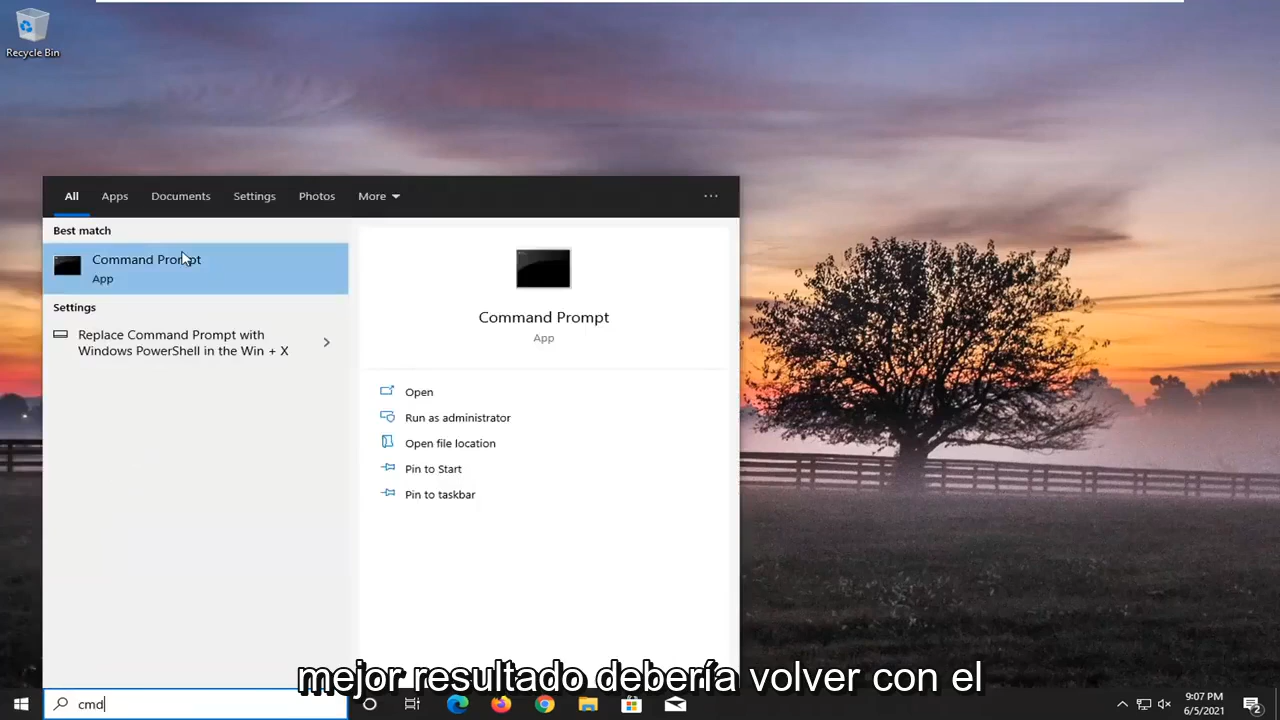 Recycle Bin
All Apps Documents Settings Photos More
Best match
Command Prompt
App
Settings
Replace Command Prompt with
Windows PowerShell in the Win + X
Command Prompt
App
Open
Run as administrator
Open file location
Pin to Start
Pin to taskbar
mejor resultado debería volver con el
cmd
9:07 PM
6/5/2021
2